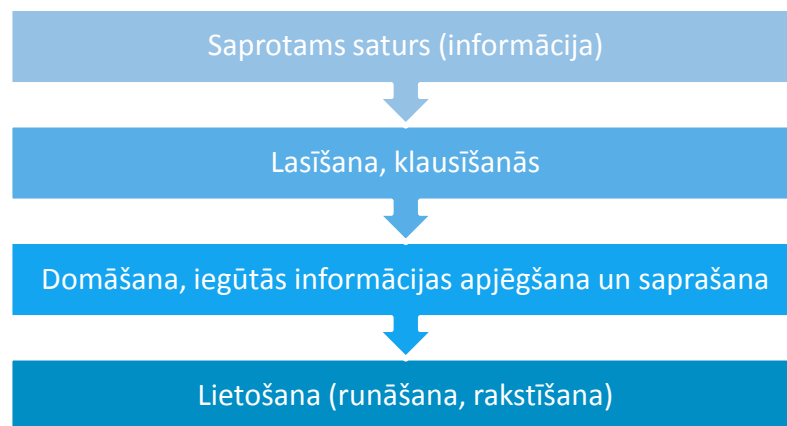 Saprotams saturs (informācija)
Lasīšana, klausīšanās
Domāšana, iegūtās informācijas apjēgšana un saprašana
Lietošana (runāšana, rakstīšana)